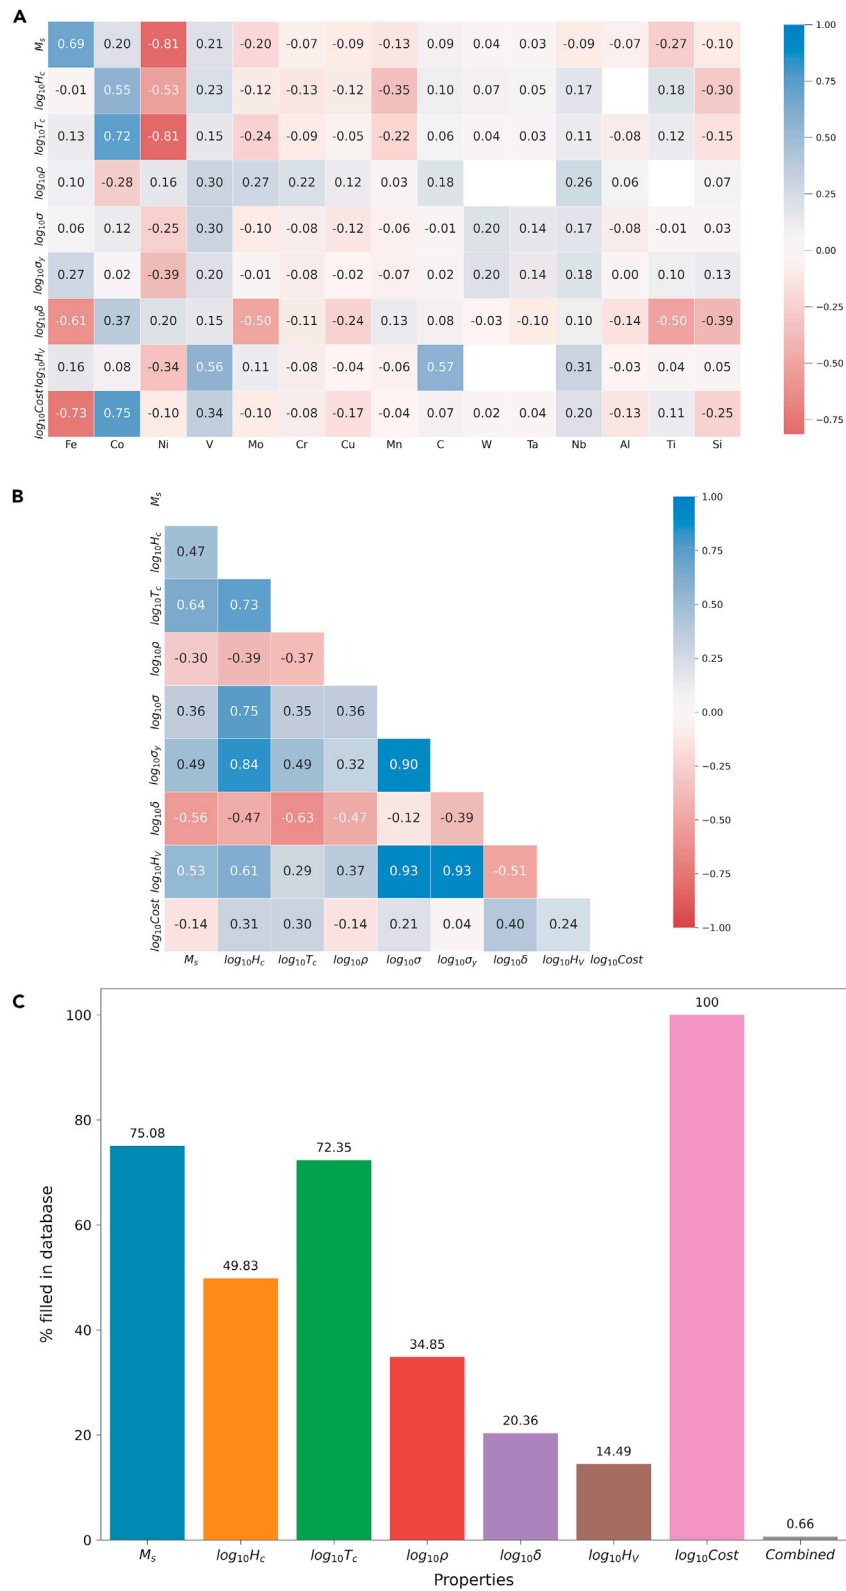 A
M_s 0.69 0.20 -0.81 0.21 -0.20 -0.07 -0.09 -0.13 0.09 0.04 0.03 -0.09 -0.07 -0.27 -0.10
log₁₀H_c -0.01 0.55 -0.53 0.23 -0.12 -0.13 -0.12 -0.35 0.10 0.07 0.05 0.17 0.18 -0.30
log₁₀T_c 0.13 0.72 -0.81 0.15 -0.24 -0.09 -0.05 -0.22 0.06 0.04 0.03 0.11 -0.08 0.12 -0.15
log₁₀ρ 0.10 -0.28 0.16 0.30 0.27 0.22 0.12 0.03 0.18 0.26 0.06 0.07
log₁₀σ 0.06 0.12 -0.25 0.30 -0.10 -0.08 -0.12 -0.06 -0.01 0.20 0.14 0.17 -0.08 -0.01 0.03
log₁₀σ_y 0.27 0.02 -0.39 0.20 -0.01 -0.08 -0.02 -0.07 0.02 0.20 0.14 0.18 0.00 0.10 0.13
log₁₀δ -0.61 0.37 0.20 0.15 -0.50 -0.11 -0.24 0.13 0.08 -0.03 -0.10 0.10 -0.14 -0.50 -0.39
log₁₀H_V 0.16 0.08 -0.34 0.56 0.11 -0.08 -0.04 -0.06 0.57 0.31 -0.03 0.04 0.05
log₁₀Cost -0.73 0.75 -0.10 0.34 -0.10 -0.08 -0.17 -0.04 0.07 0.02 0.04 0.20 -0.13 0.11 -0.25
Fe Co Ni V Mo Cr Cu Mn C W Ta Nb Al Ti Si
1.00
0.75
0.50
0.25
0.00
−0.25
−0.50
−0.75
B
M_s
log₁₀H_c 0.47
log₁₀T_c 0.64 0.73
log₁₀ρ -0.30 -0.39 -0.37
log₁₀σ 0.36 0.75 0.35 0.36
log₁₀σ_y 0.49 0.84 0.49 0.32 0.90
log₁₀δ -0.56 -0.47 -0.63 -0.47 -0.12 -0.39
log₁₀H_V 0.53 0.61 0.29 0.37 0.93 0.93 -0.51
log₁₀Cost -0.14 0.31 0.30 -0.14 0.21 0.04 0.40 0.24
M_s log₁₀H_c log₁₀T_c log₁₀ρ log₁₀σ log₁₀σ_y log₁₀δ log₁₀H_V log₁₀Cost
1.00
0.75
0.50
0.25
0.00
−0.25
−0.50
−0.75
−1.00
C
% filled in database
100
80
60
40
20
0
75.08
49.83
72.35
34.85
20.36
14.49
100
0.66
M_s log₁₀H_c log₁₀T_c log₁₀ρ log₁₀δ log₁₀H_V log₁₀Cost Combined
Properties